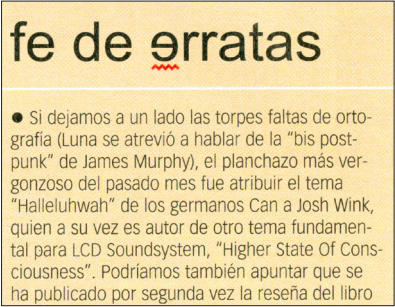 fe de ɘrratas
● Si dejamos a un lado las torpes faltas de orto-
grafía (Luna se atrevió a hablar de la “bis post-
punk” de James Murphy), el planchazo más ver-
gonzoso del pasado mes fue atribuir el tema
“Halleluhwah” de los germanos Can a Josh Wink,
quien a su vez es autor de otro tema fundamen-
tal para LCD Soundsystem, “Higher State Of Cons-
ciousness”. Podríamos también apuntar que se
ha publicado por segunda vez la reseña del libro